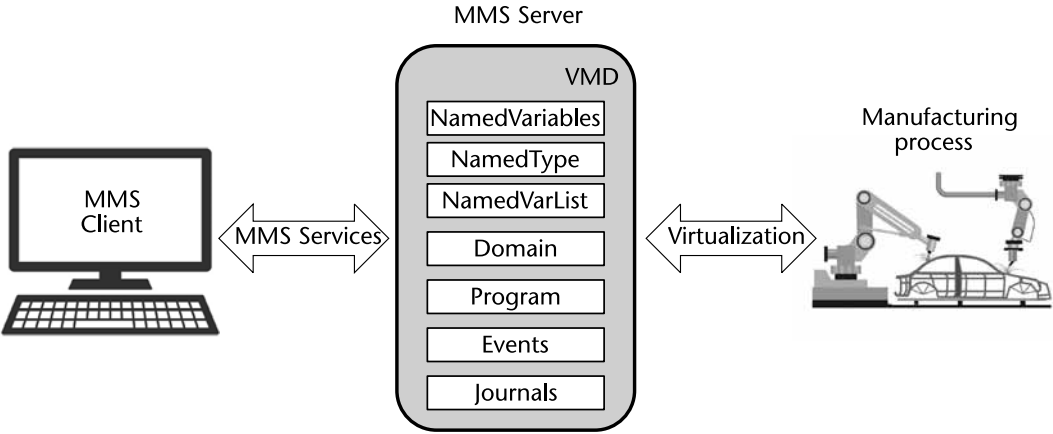 MMS Server
VMD
NamedVariables
NamedType
NamedVarList
Domain
Program
Events
Journals
MMS
Client
MMS Services
Virtualization
Manufacturing
process